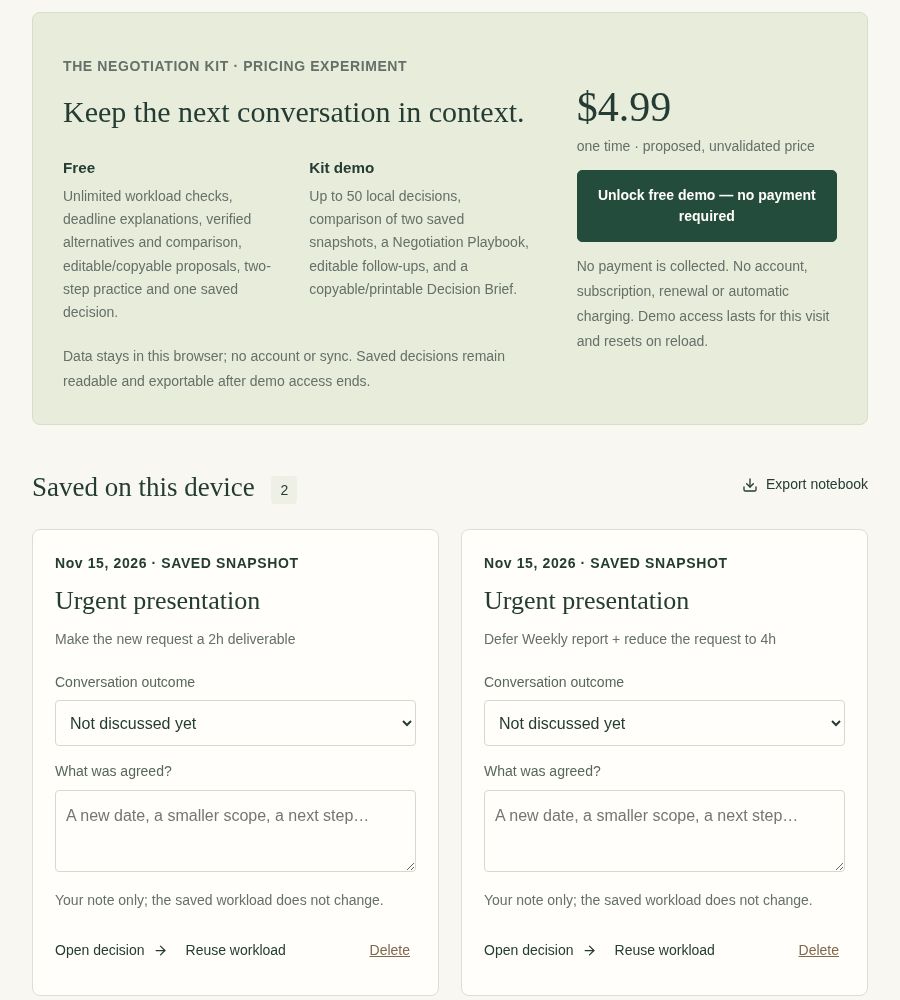 THE NEGOTIATION KIT · PRICING EXPERIMENT
Keep the next conversation in context.
Free
Unlimited workload checks,
deadline explanations, verified
alternatives and comparison,
editable/copyable proposals, two-
step practice and one saved
decision.
Kit demo
Up to 50 local decisions,
comparison of two saved
snapshots, a Negotiation Playbook,
editable follow-ups, and a
copyable/printable Decision Brief.
Data stays in this browser; no account or sync. Saved decisions remain
readable and exportable after demo access ends.
$4.99
one time · proposed, unvalidated price
Unlock free demo — no payment
required
No payment is collected. No account,
subscription, renewal or automatic
charging. Demo access lasts for this visit
and resets on reload.
Saved on this device
2
Export notebook
Nov 15, 2026 · SAVED SNAPSHOT
Urgent presentation
Make the new request a 2h deliverable
Conversation outcome
Not discussed yet
What was agreed?
A new date, a smaller scope, a next step…
Your note only; the saved workload does not change.
Open decision → Reuse workload Delete
Nov 15, 2026 · SAVED SNAPSHOT
Urgent presentation
Defer Weekly report + reduce the request to 4h
Conversation outcome
Not discussed yet
What was agreed?
A new date, a smaller scope, a next step…
Your note only; the saved workload does not change.
Open decision → Reuse workload Delete